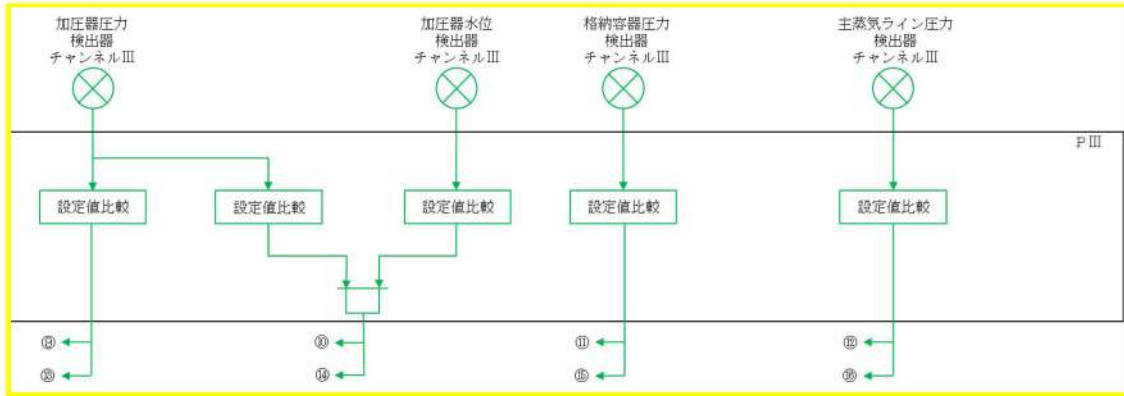 加圧器圧力
検出器
チャンネルⅢ
加圧器水位
検出器
チャンネルⅢ
格納容器圧力
検出器
チャンネルⅢ
主蒸気ライン圧力
検出器
チャンネルⅢ
PⅢ
設定値比較
設定値比較
設定値比較
設定値比較
設定値比較
⑩
⑪
⑫
⑬
⑭
⑮
⑯